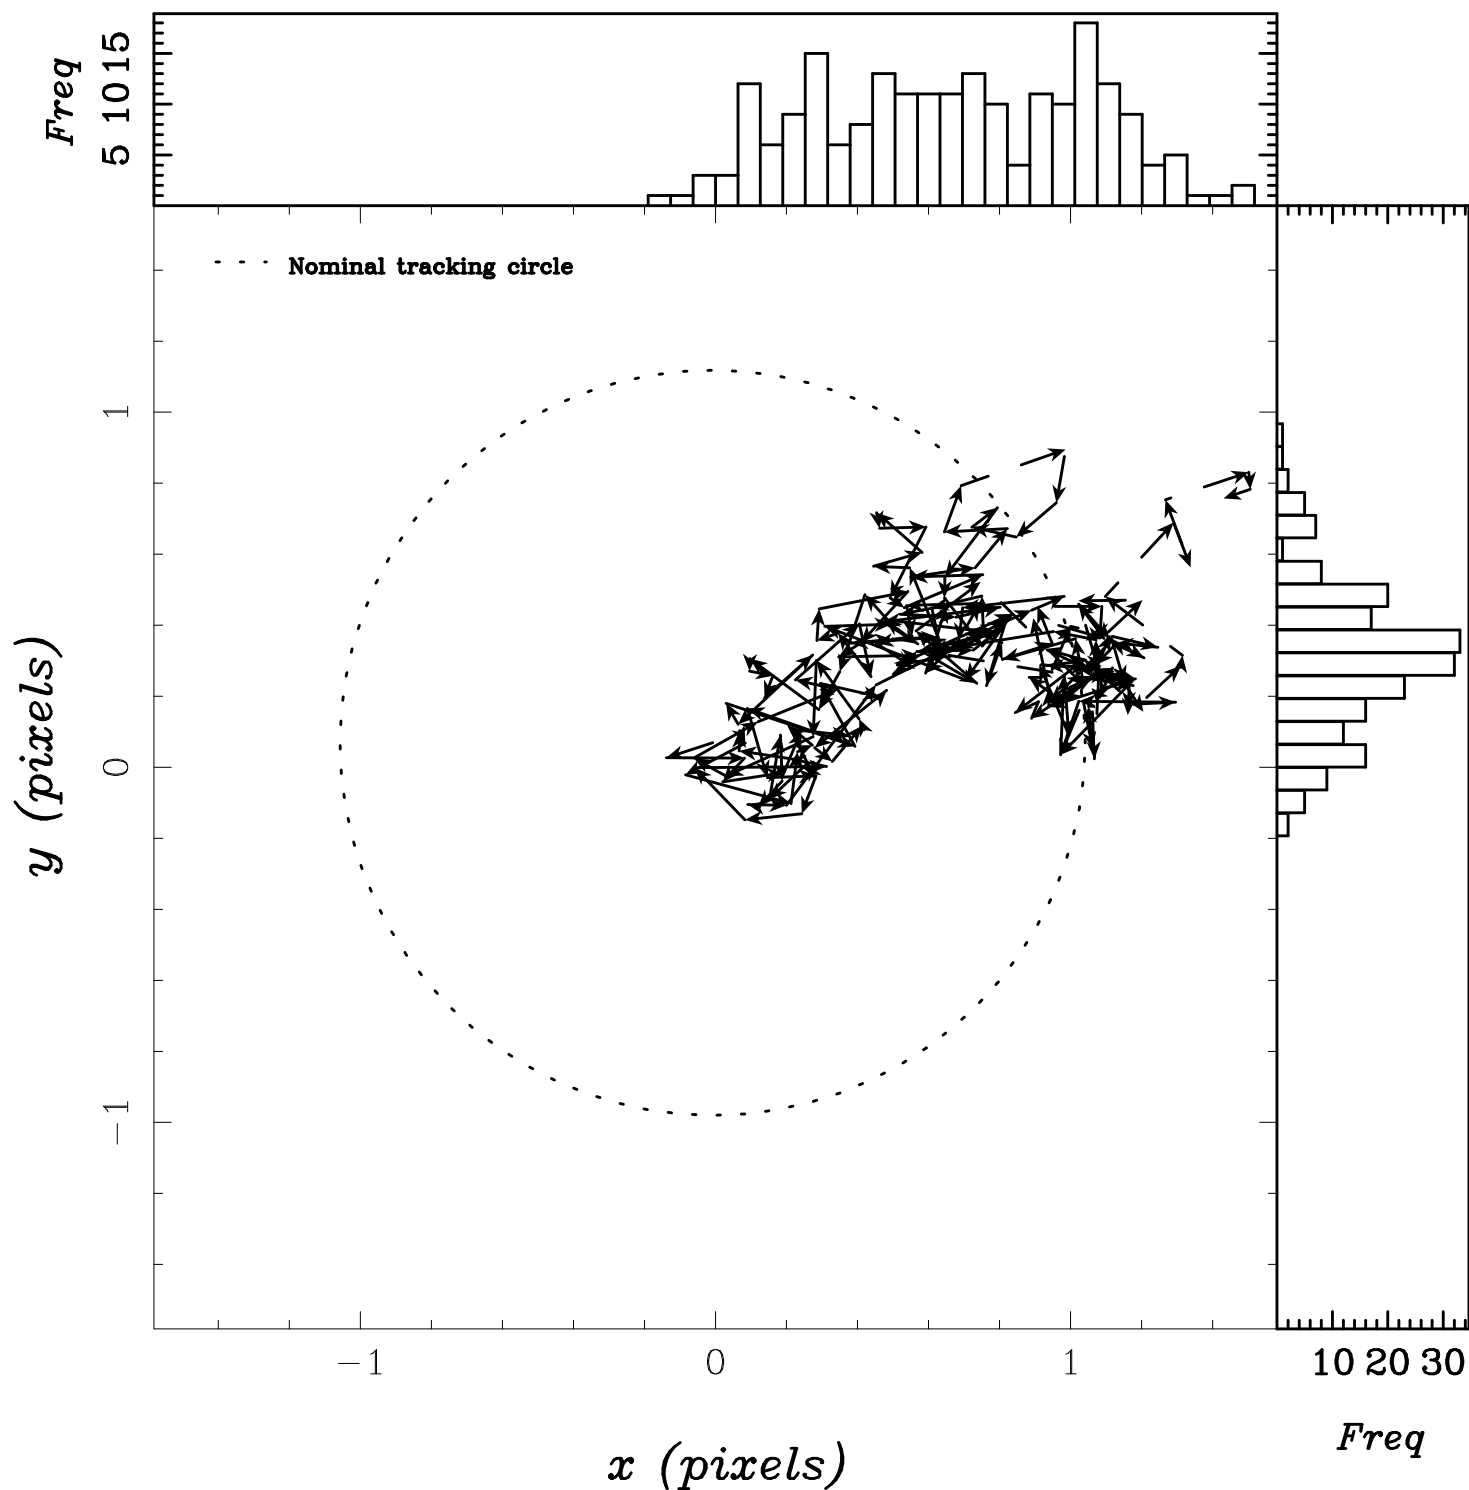 Freq
5 10 15
Nominal tracking circle
y (pixels)
1
0
−1
−1 0 1
x (pixels)
10 20 30
Freq